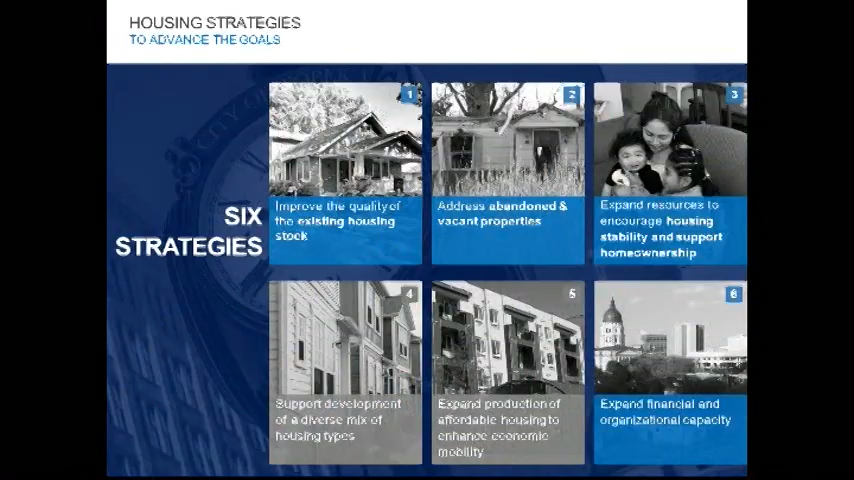 HOUSING STRATEGIES
TO ADVANCE THE GOALS
SIX
STRATEGIES
1
Improve the quality of
the existing housing
stock
2
Address abandoned &
vacant properties
3
Expand resources to
encourage housing
stability and support
homeownership
4
Support development
of a diverse mix of
housing types
5
Expand production of
affordable housing to
enhance economic
mobility
6
Expand financial and
organizational capacity